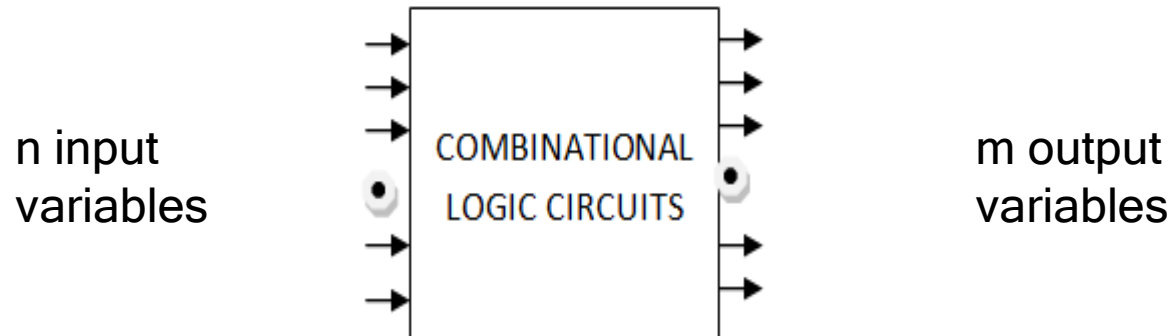 n input
variables
COMBINATIONAL
LOGIC CIRCUITS
m output
variables